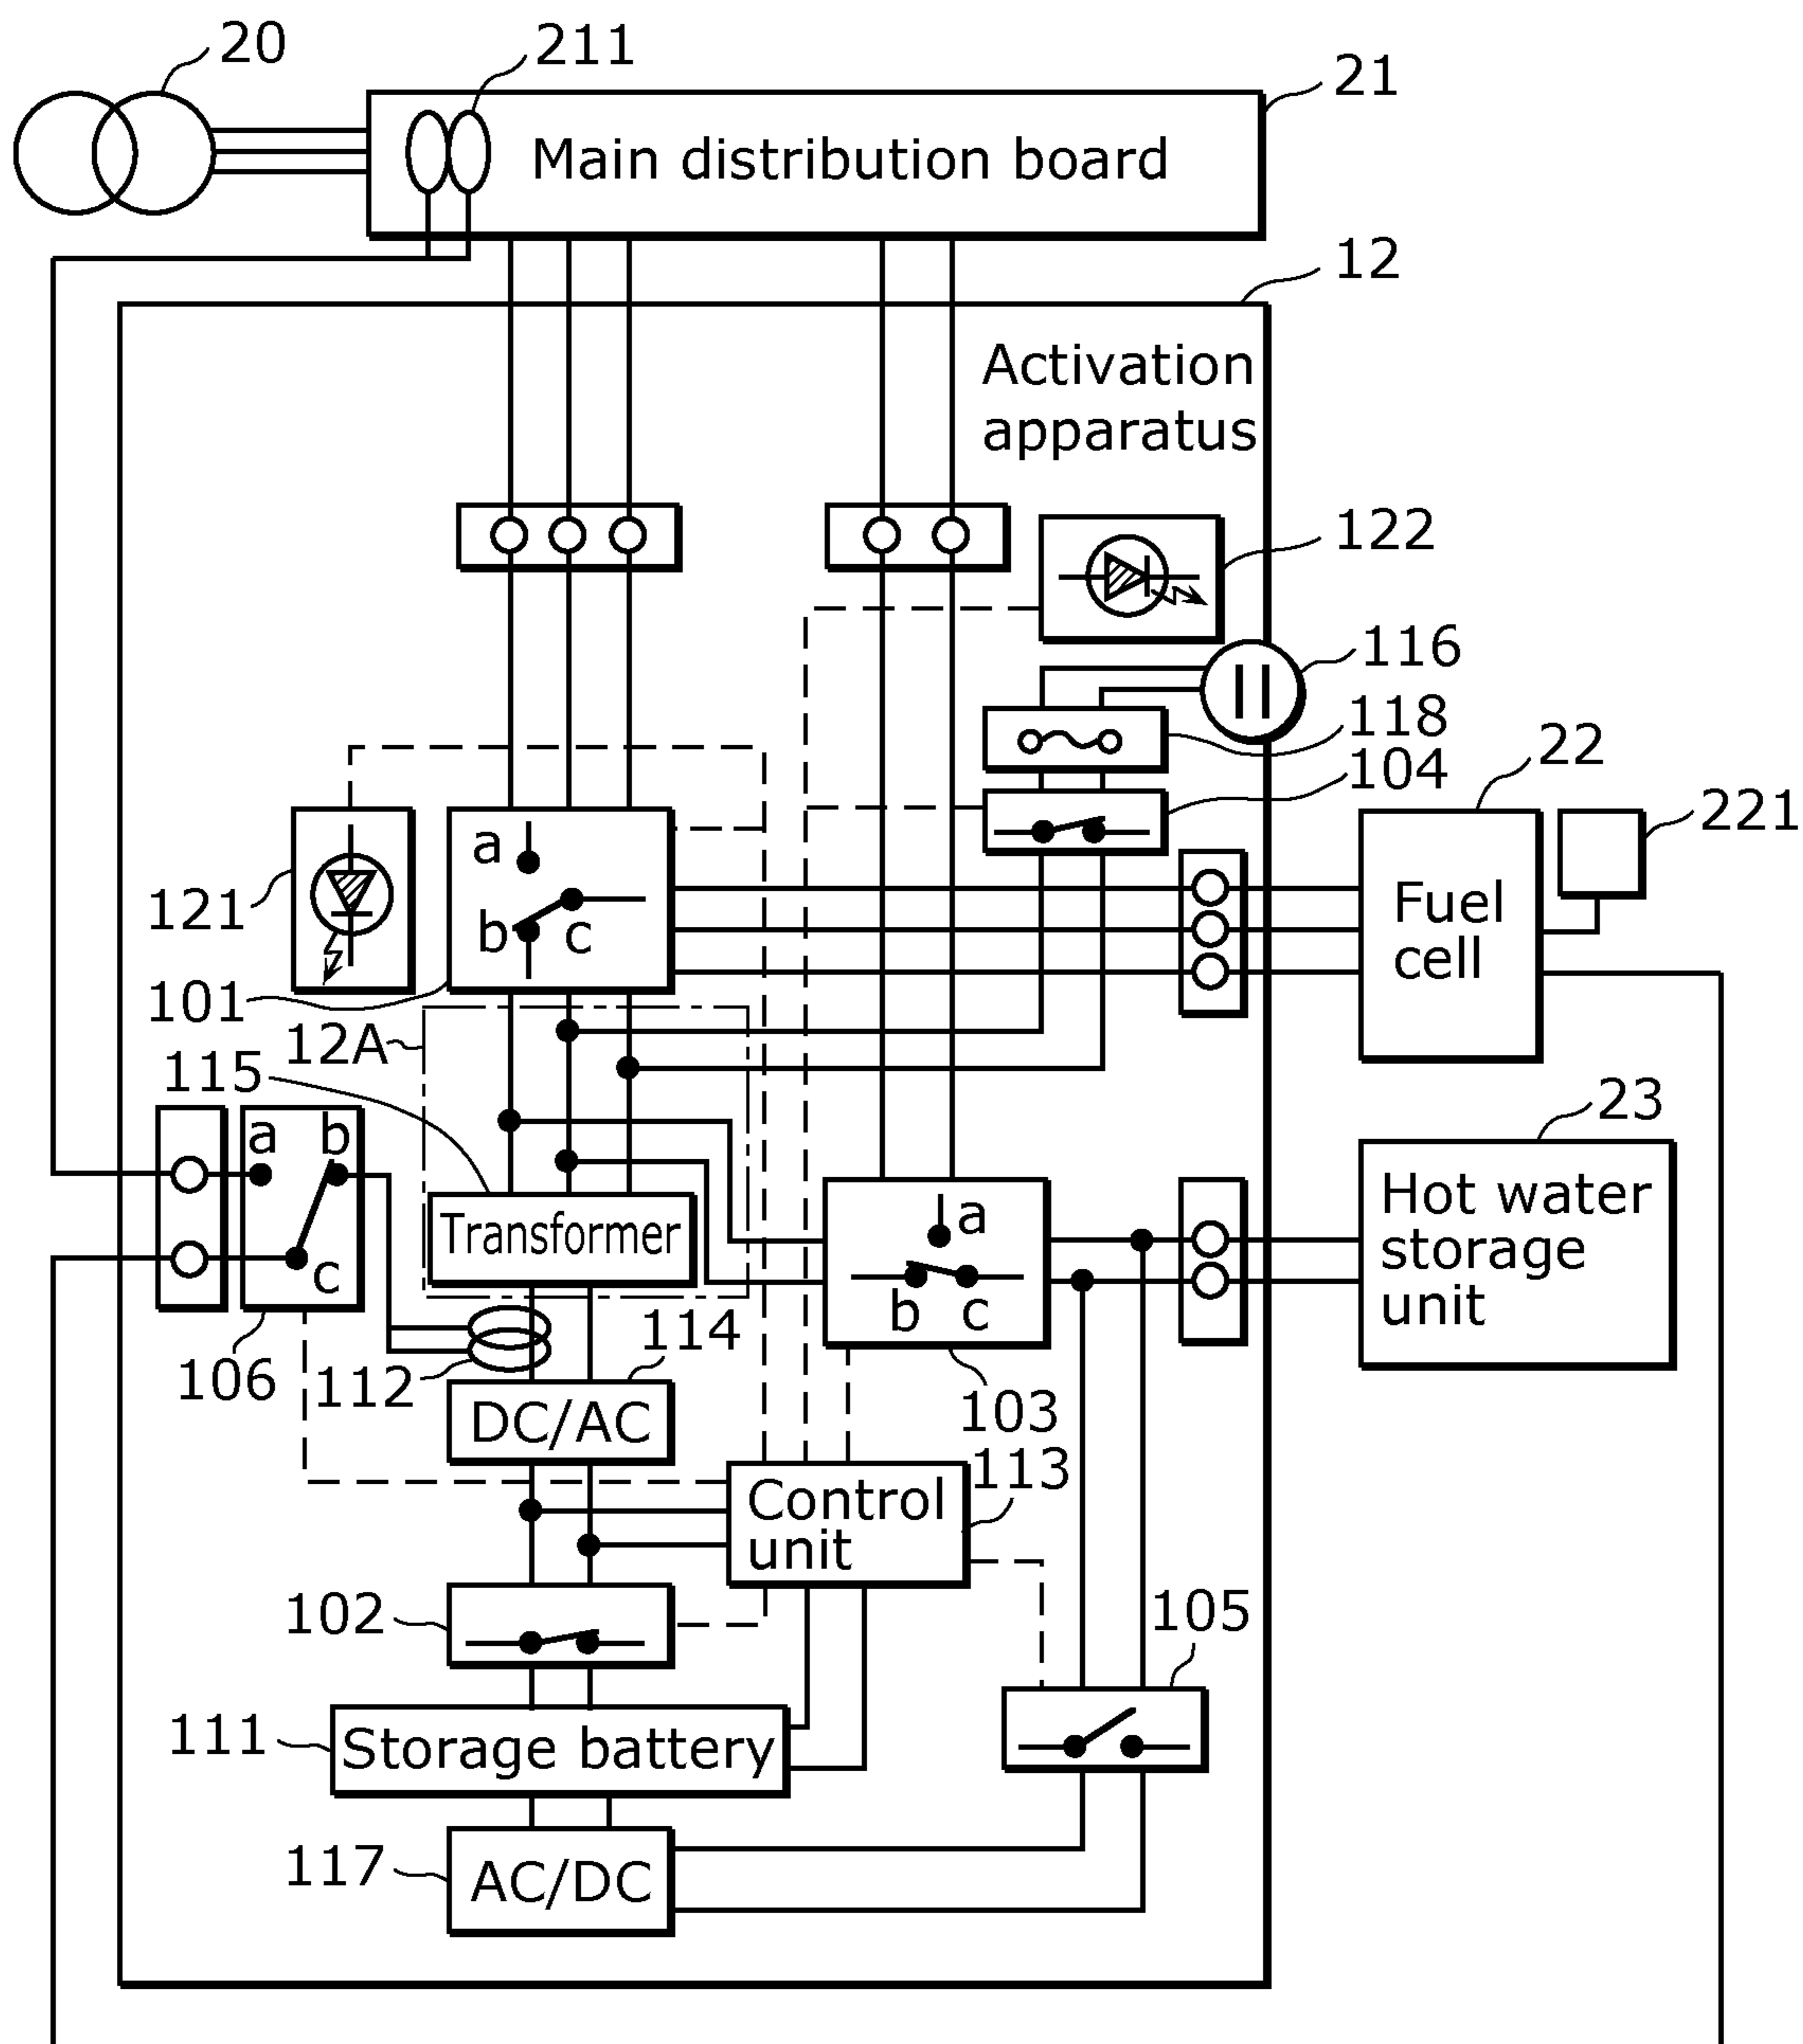 20
211
21
Main distribution board
12
Activation
apparatus
122
116
118
104
22
221
a
b
c
121
Fuel
cell
101
12A
115
23
a
b
c
Transformer
a
b
c
Hot water
storage
unit
106
112
114
103
DC/AC
113
Control
unit
102
105
111
Storage battery
117
AC/DC